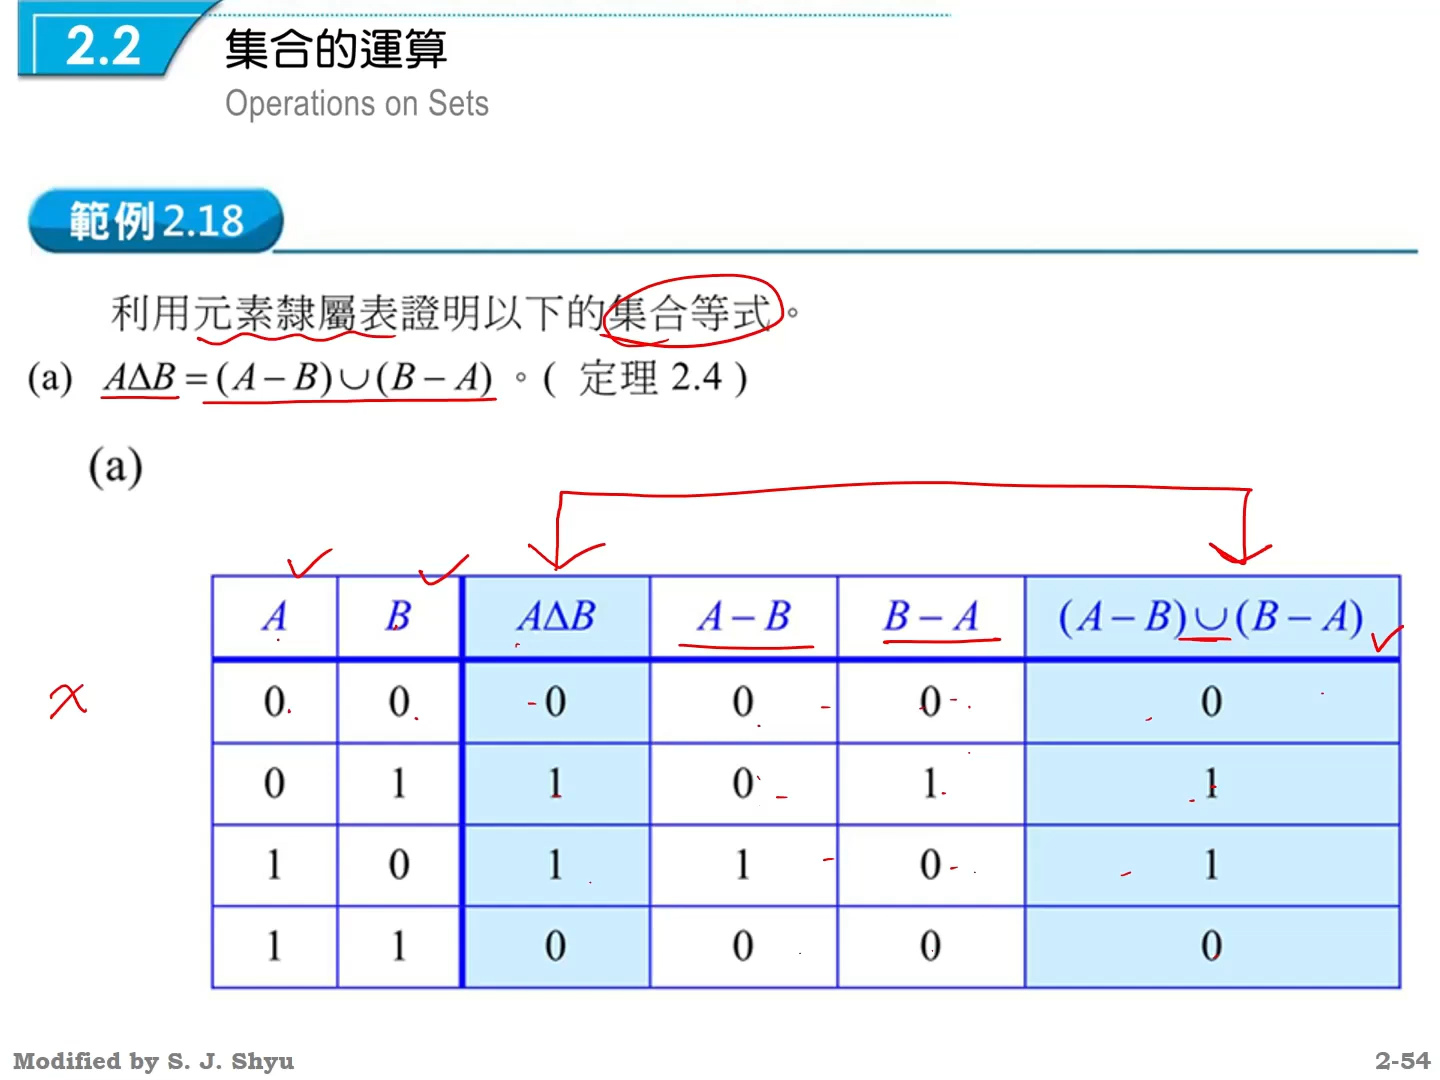 2.2 集合的運算
Operations on Sets
範例2.18
利用元素隸屬表證明以下的集合等式。
(a) AΔB = (A − B) ∪ (B − A) 。( 定理 2.4 )
(a)
A B AΔB A − B B − A (A − B) ∪ (B − A)
x 0 0 0 0 0 0
0 1 1 0 1 1
1 0 1 1 0 1
1 1 0 0 0 0
Modified by S. J. Shyu 2-54